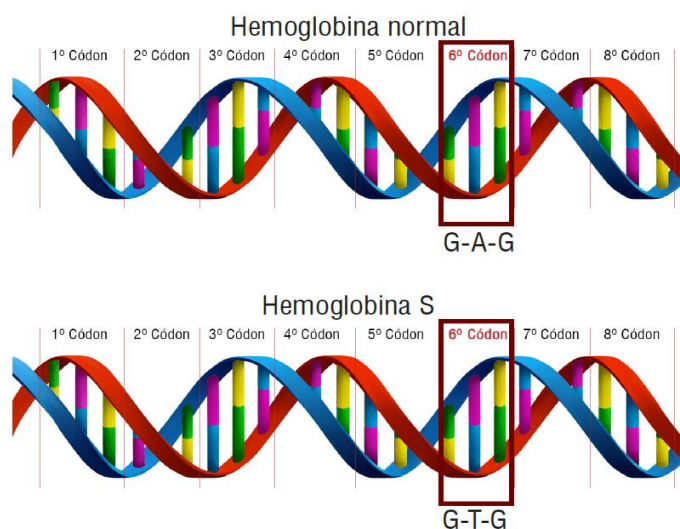 Hemoglobina normal
1º Códon 2º Códon 3º Códon 4º Códon 5º Códon 6º Códon 7º Códon 8º Códon
G-A-G
Hemoglobina S
1º Códon 2º Códon 3º Códon 4º Códon 5º Códon 6º Códon 7º Códon 8º Códon
G-T-G